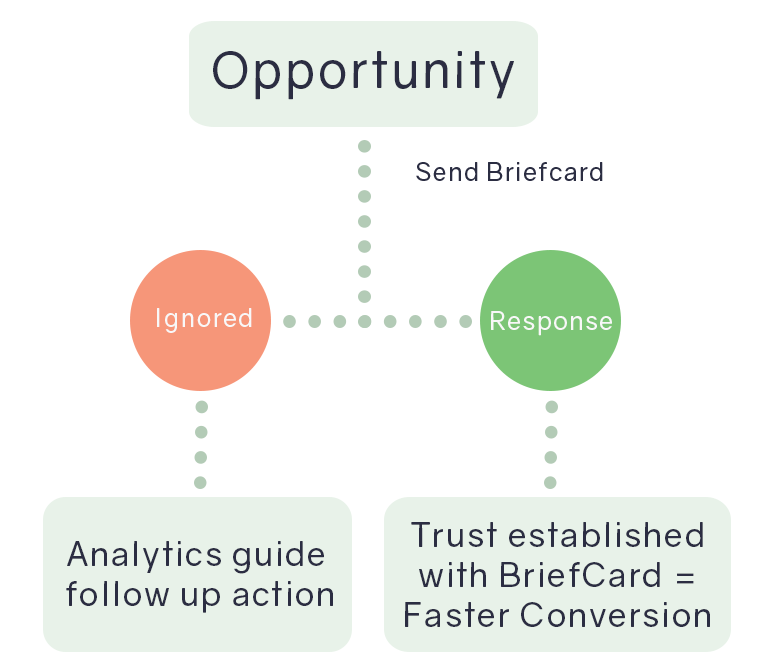 Opportunity
Send Briefcard
Ignored
Response
Analytics guide
follow up action
Trust established
with BriefCard =
Faster Conversion